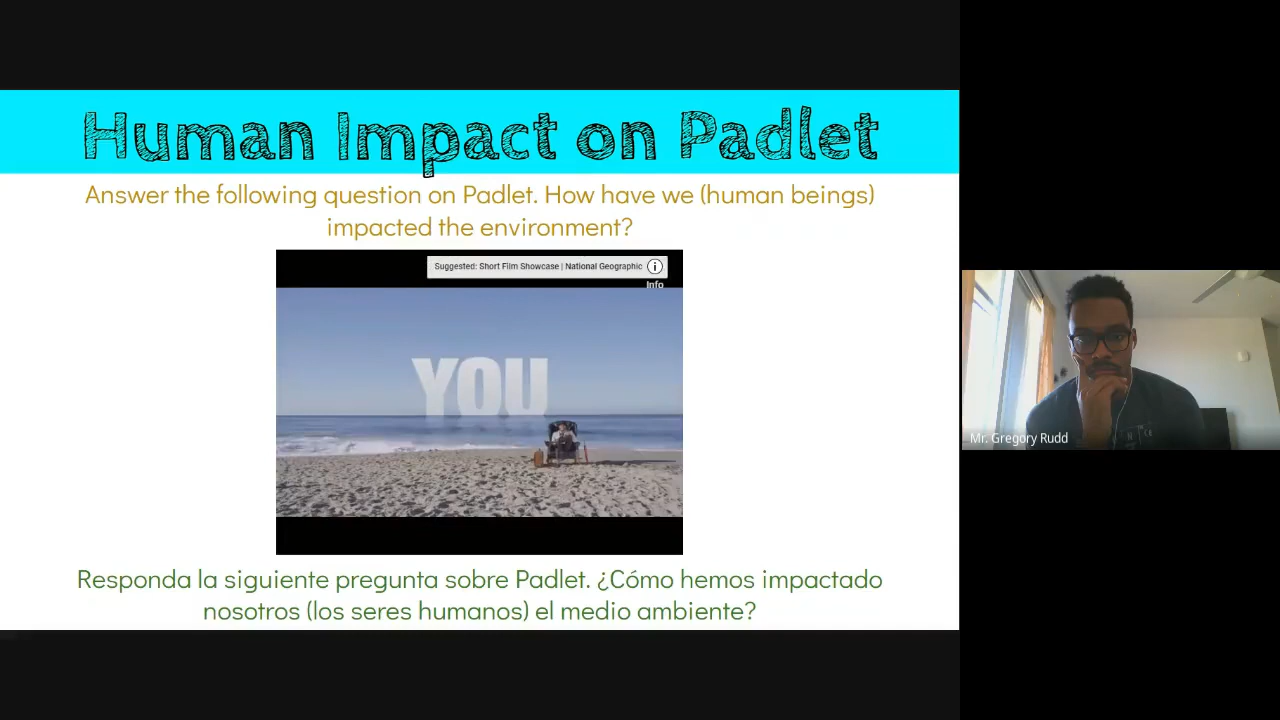 Human Impact on Padlet
Answer the following question on Padlet. How have we (human beings)
impacted the environment?
Suggested: Short Film Showcase | National Geographic
Info
YOU
Responda la siguiente pregunta sobre Padlet. ¿Cómo hemos impactado
nosotros (los seres humanos) el medio ambiente?
Mr. Gregory Rudd